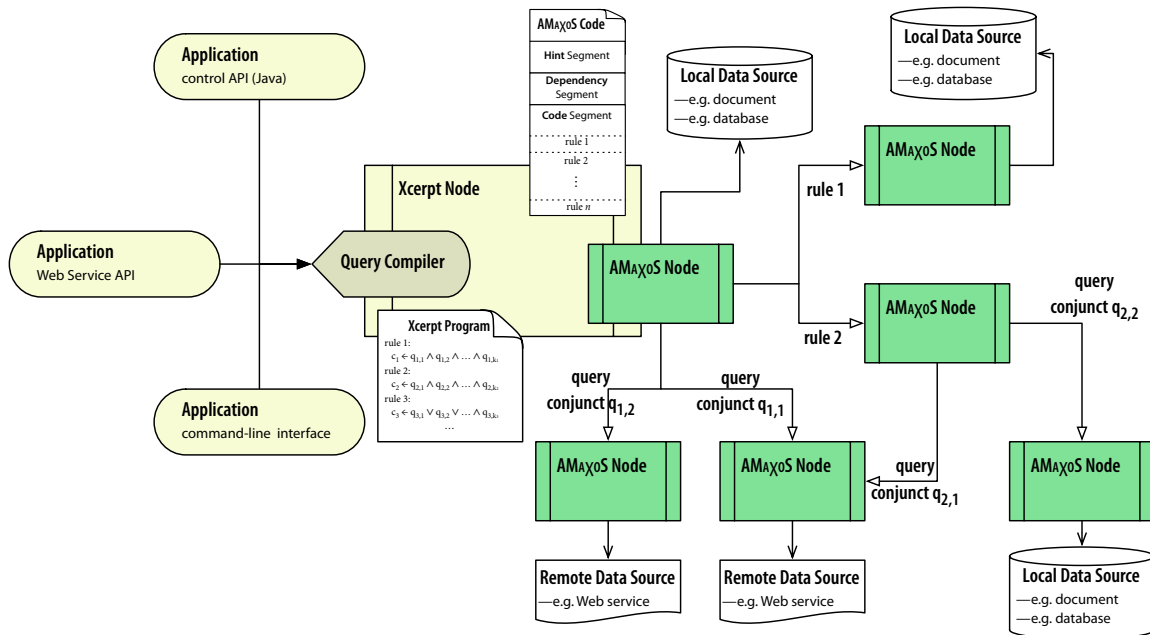 Application
control API (Java)
Application
Web Service API
Application
command-line interface
Xcerpt Node
Query Compiler
AMAχOS Code
Hint Segment
Dependency
Segment
Code Segment
rule 1
rule 2
⋮
rule n
Xcerpt Program
rule 1:
c₁ ← q₁,₁ ∧ q₁,₂ ∧ … ∧ q₁,ₖ₁
rule 2:
c₂ ← q₂,₁ ∧ q₂,₂ ∧ … ∧ q₂,ₖ₂
rule 3:
c₃ ← q₃,₁ ∨ q₃,₂ ∨ … ∧ q₃,ₖ₃
…
AMAχOS Node
Local Data Source
—e.g. document
—e.g. database
Local Data Source
—e.g. document
—e.g. database
rule 1
AMAχOS Node
rule 2
AMAχOS Node
query
conjunct q₂,₂
query
conjunct q₁,₂
query
conjunct q₁,₁
query
conjunct q₂,₁
AMAχOS Node
AMAχOS Node
AMAχOS Node
Remote Data Source
—e.g. Web service
Remote Data Source
—e.g. Web service
Local Data Source
—e.g. document
—e.g. database